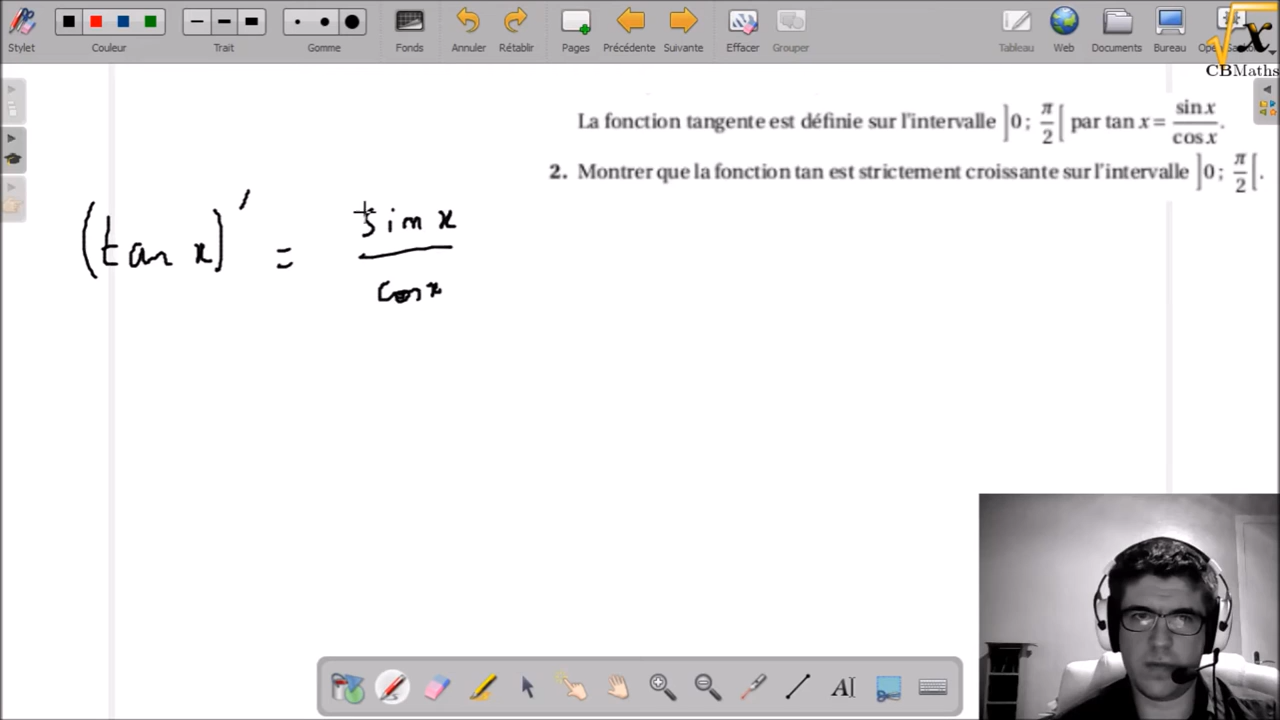 Stylet Couleur Trait Gomme Fonds Annuler Rétablir Pages Précédente Suivante Effacer Grouper Tableau Web Documents Bureau
CBMaths
La fonction tangente est définie sur l'intervalle ]0 ; π/2[ par tan x = sin x / cos x.
2. Montrer que la fonction tan est strictement croissante sur l'intervalle ]0 ; π/2[.
(tan x)' = sin x / cos x